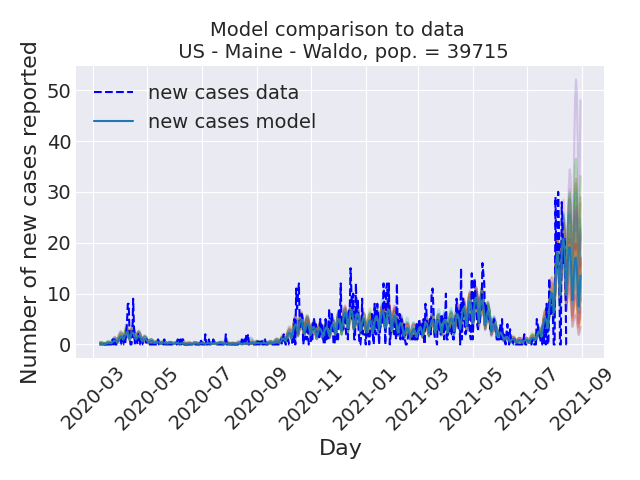 Model comparison to data
US - Maine - Waldo, pop. = 39715
Number of new cases reported
50
40
30
20
10
0
new cases data
new cases model
2020-03
2020-05
2020-07
2020-09
2020-11
2021-01
2021-03
2021-05
2021-07
2021-09
Day